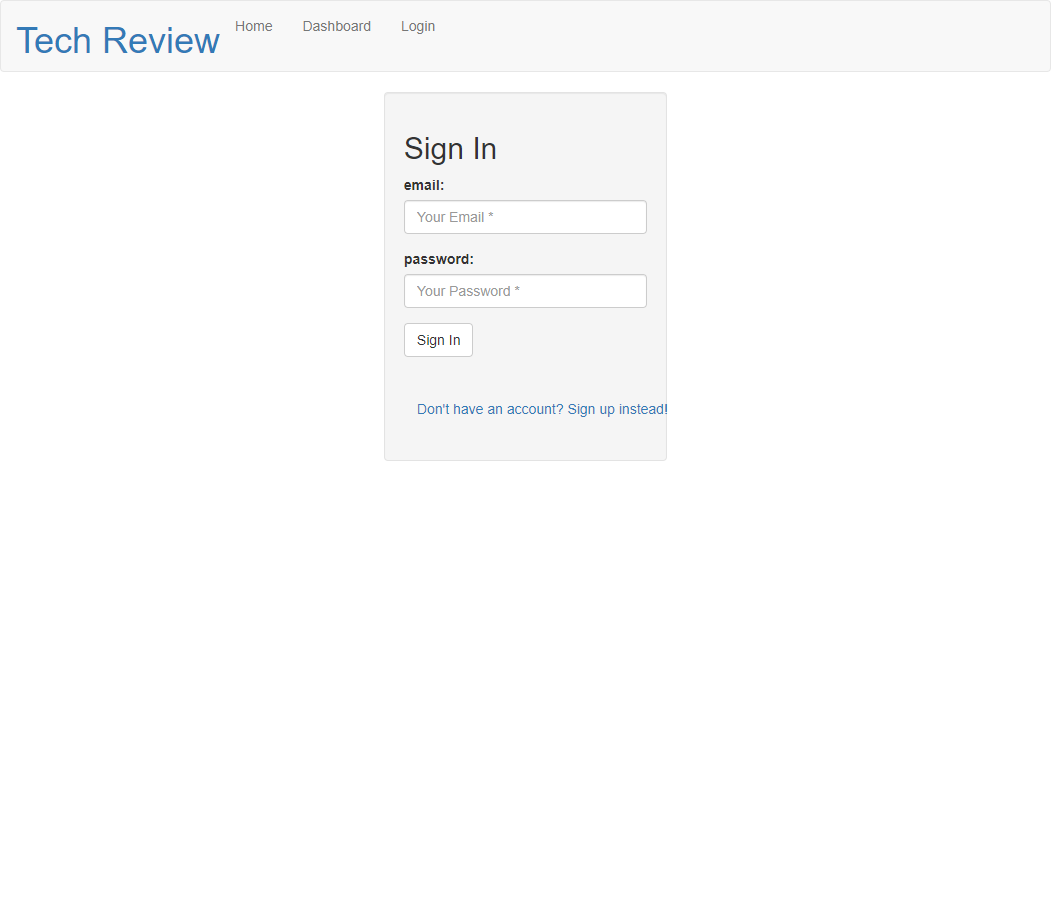 Tech Review
Home
Dashboard
Login
Sign In
email:
Your Email *
password:
Your Password *
Sign In
Don't have an account? Sign up instead!